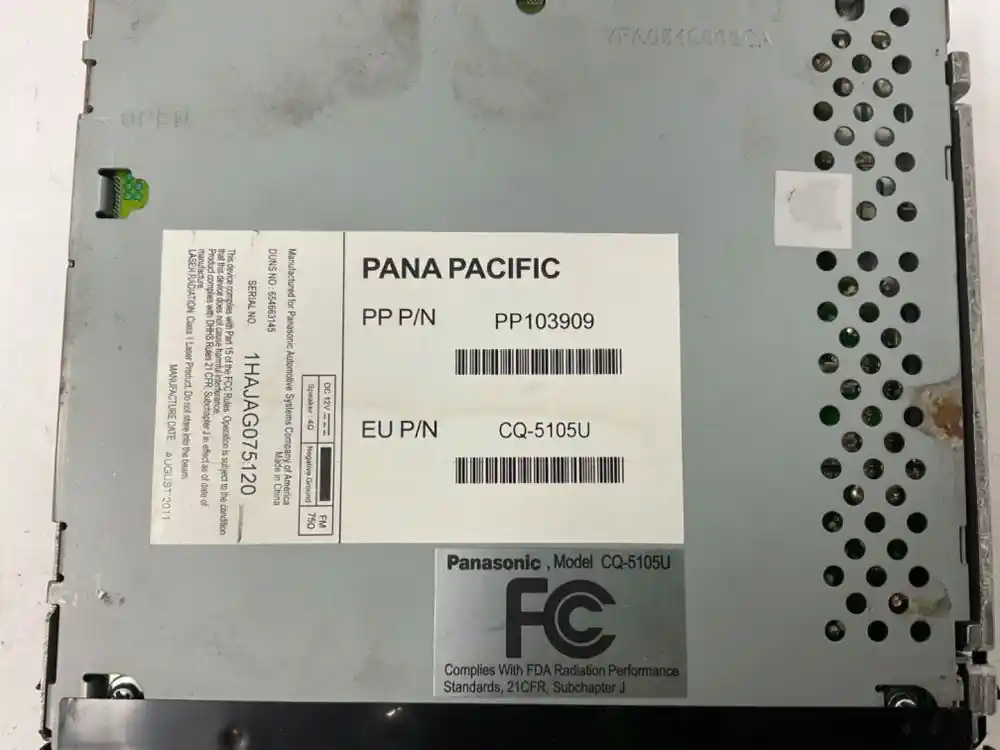 OPEN
PANA PACIFIC
PP P/N PP103909
EU P/N CQ-5105U
Manufactured for Panasonic Automotive Systems Company of America
Made in China
DUNS NO : 654663145
SERIAL NO. 1HAJAG075120
This device complies with Part 15 of the FCC Rules. Operation is subject to the condition
that this device does not cause harmful interference.
Product complies with DHHS Rules 21 CFR, Subchapter J in effect as of date of
manufacture.
LASER RADIATION. Class I Laser Product. Do not stare into the beam.
MANUFACTURE DATE: AUGUST 2011
DC 12V
Speaker : 4Ω
Negative Ground
FM
75Ω
Panasonic, Model CQ-5105U
FC
Complies With FDA Radiation Performance
Standards, 21CFR, Subchapter J